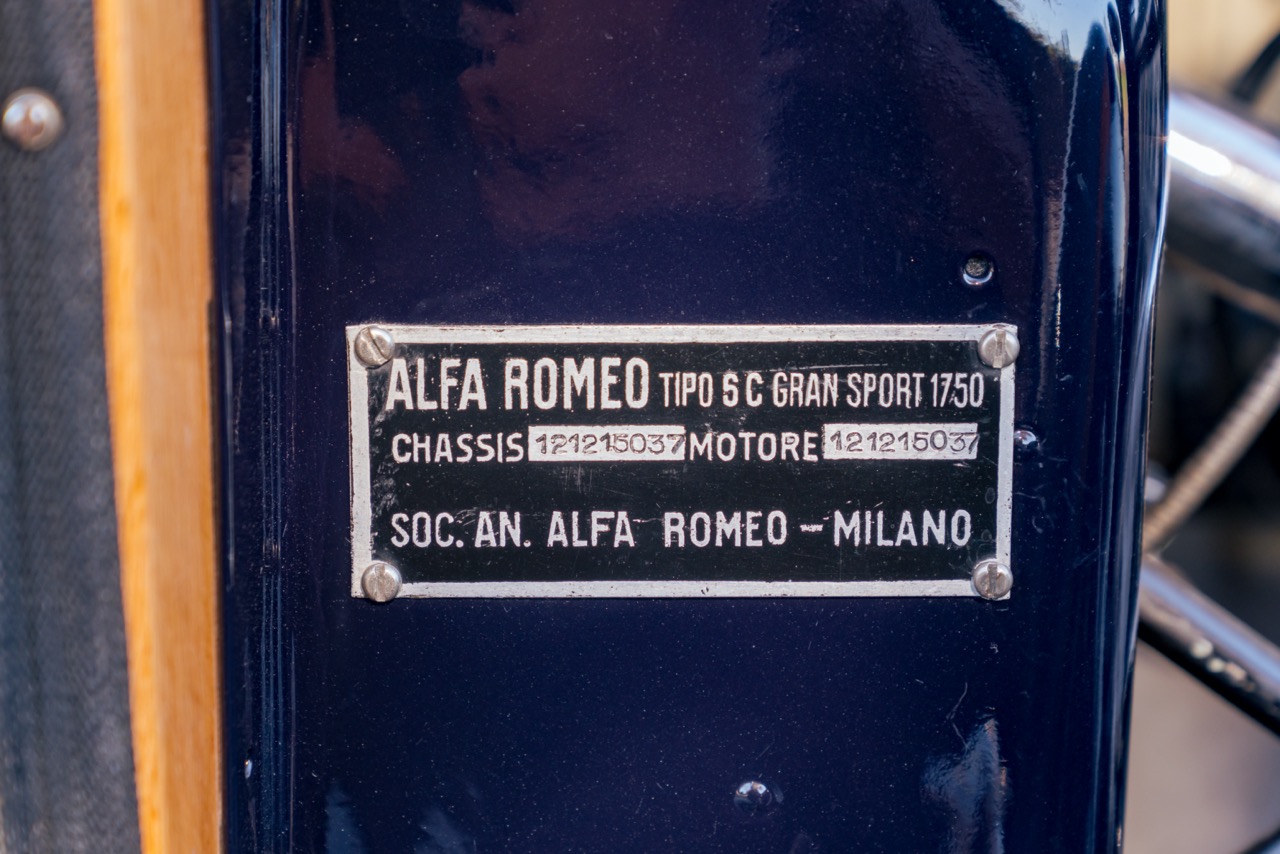 ALFA ROMEO TIPO 6 C GRAN SPORT 1750
CHASSIS 121215037 MOTORE 121215037
SOC. AN. ALFA ROMEO - MILANO